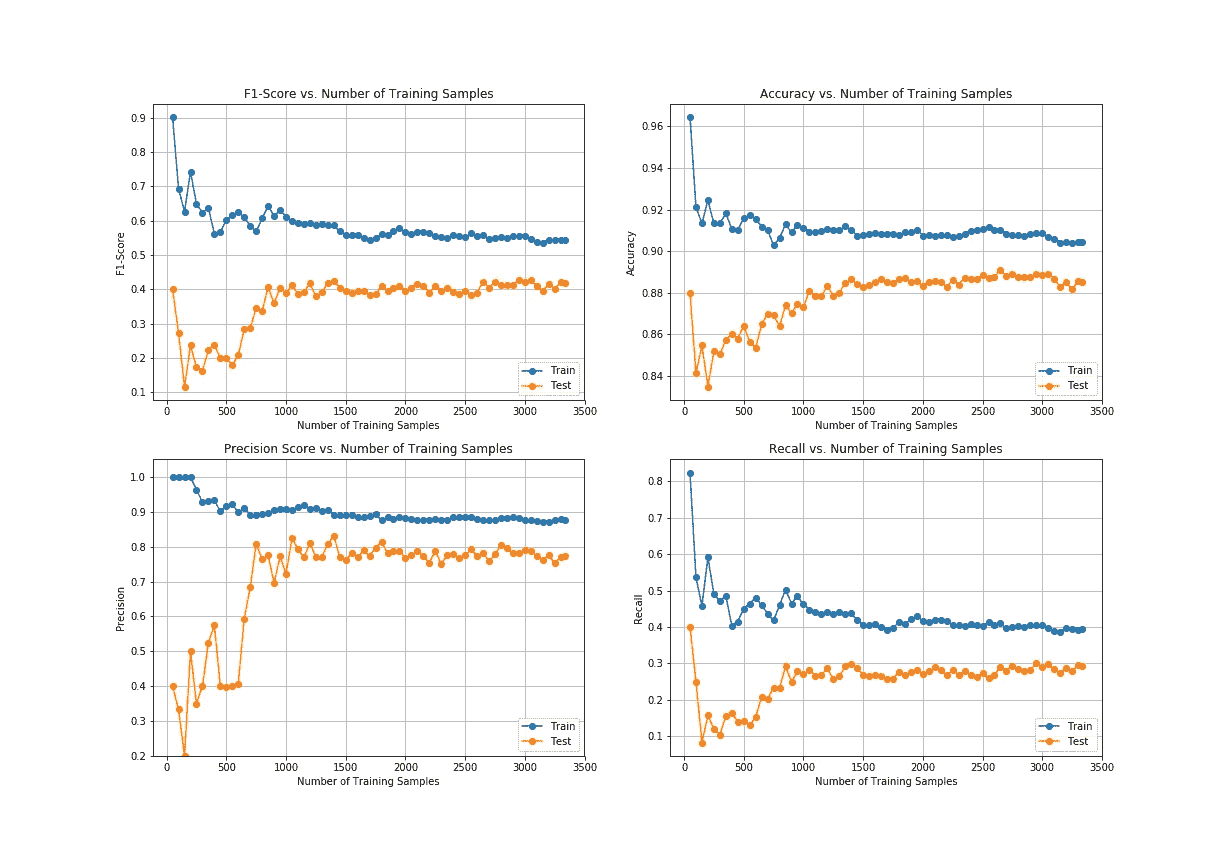 F1-Score vs. Number of Training Samples
F1-Score
0.9
0.8
0.7
0.6
0.5
0.4
0.3
0.2
0.1
Train
Test
0 500 1000 1500 2000 2500 3000 3500
Number of Training Samples
Accuracy vs. Number of Training Samples
Accuracy
0.96
0.94
0.92
0.90
0.88
0.86
0.84
Train
Test
0 500 1000 1500 2000 2500 3000 3500
Number of Training Samples
Precision Score vs. Number of Training Samples
Precision
1.0
0.9
0.8
0.7
0.6
0.5
0.4
0.3
0.2
Train
Test
0 500 1000 1500 2000 2500 3000 3500
Number of Training Samples
Recall vs. Number of Training Samples
Recall
0.8
0.7
0.6
0.5
0.4
0.3
0.2
0.1
Train
Test
0 500 1000 1500 2000 2500 3000 3500
Number of Training Samples